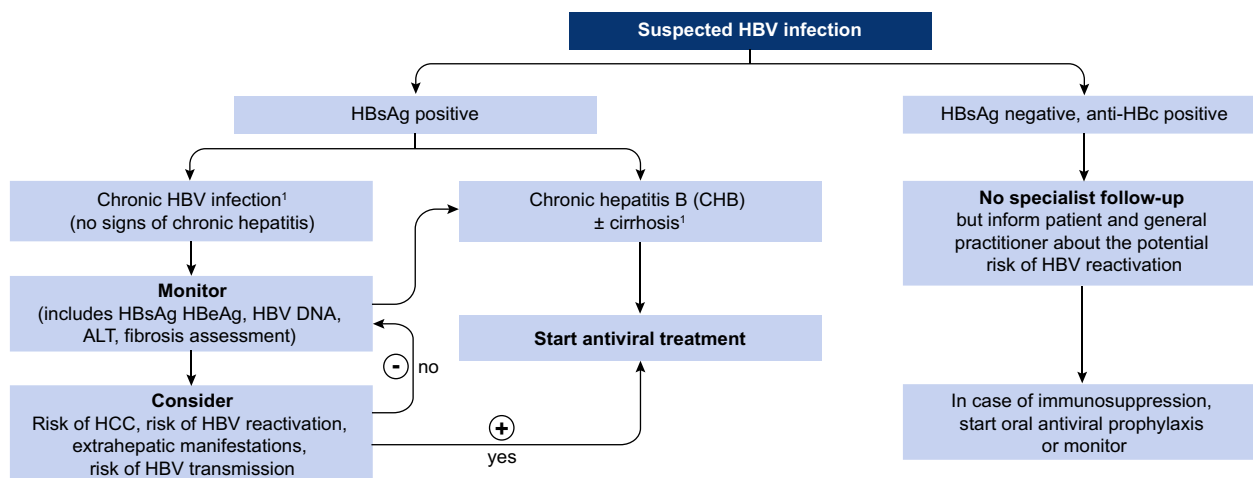 Suspected HBV infection
HBsAg positive
HBsAg negative, anti-HBc positive
Chronic HBV infection¹
(no signs of chronic hepatitis)
Chronic hepatitis B (CHB)
± cirrhosis¹
No specialist follow-up
but inform patient and general
practitioner about the potential
risk of HBV reactivation
Monitor
(includes HBsAg HBeAg, HBV DNA,
ALT, fibrosis assessment)
Start antiviral treatment
- no
Consider
Risk of HCC, risk of HBV reactivation,
extrahepatic manifestations,
risk of HBV transmission
+
yes
In case of immunosuppression,
start oral antiviral prophylaxis
or monitor